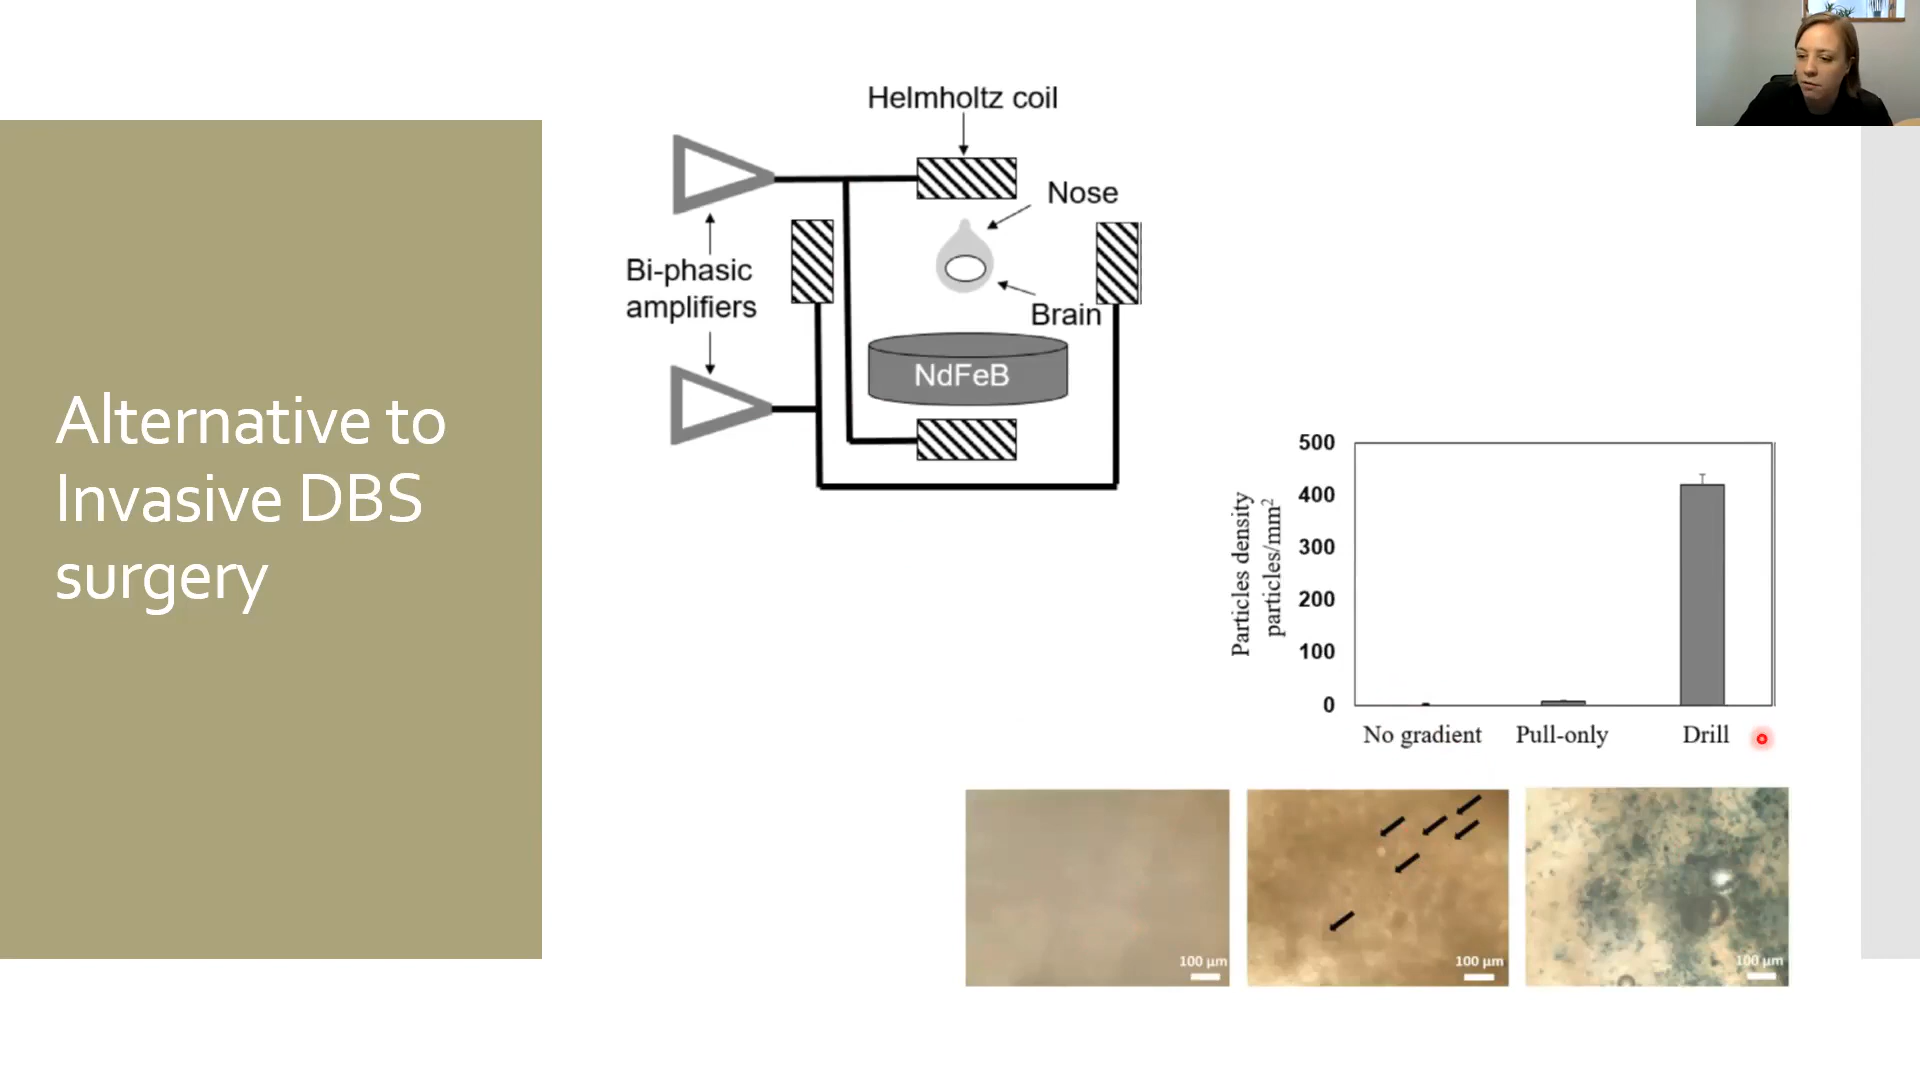 Alternative to
Invasive DBS
surgery
Helmholtz coil
Nose
Bi-phasic
amplifiers
Brain
NdFeB
500
400
300
200
100
0
Particles density
particles/mm²
No gradient
Pull-only
Drill
100 µm
100 µm
100 µm